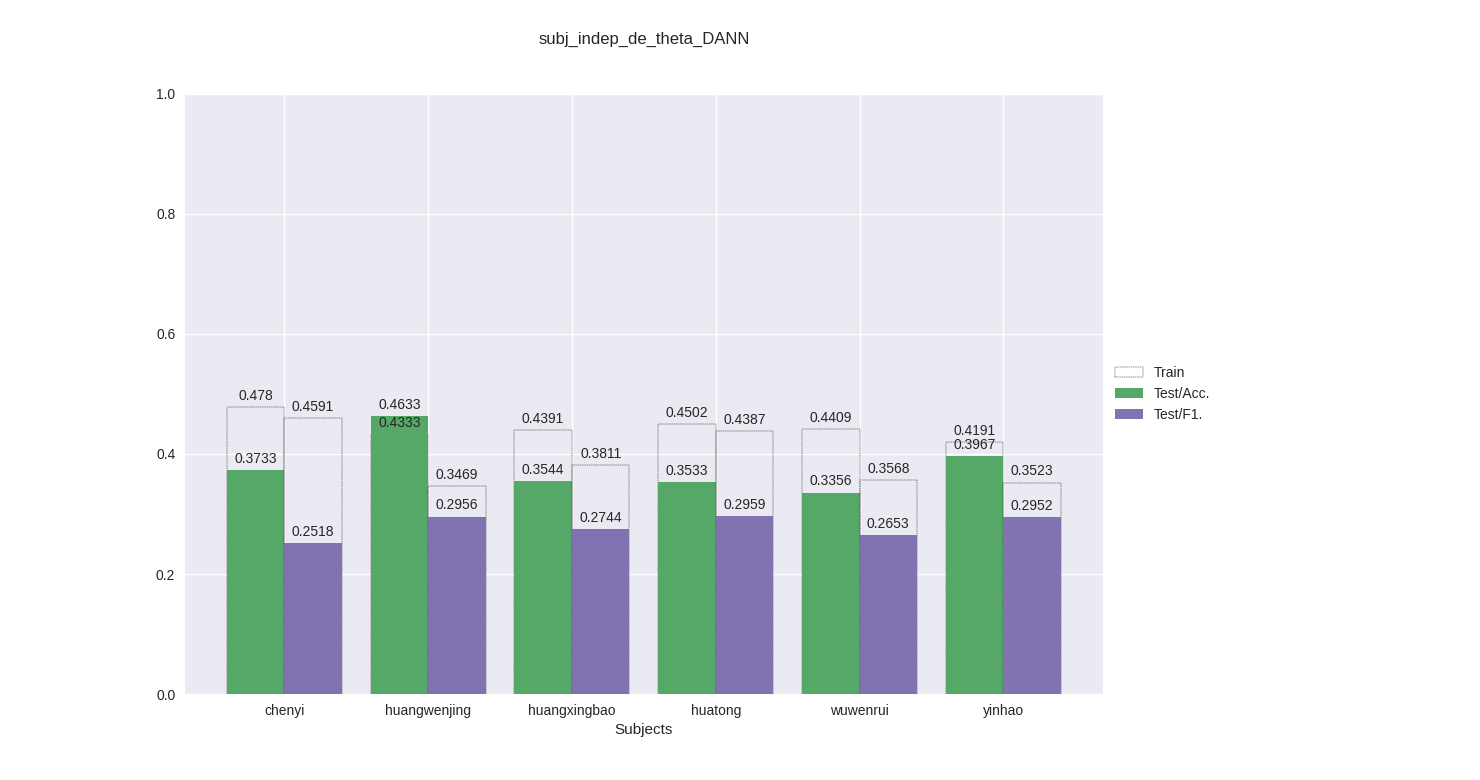 subj_indep_de_theta_DANN
1.0
0.8
0.6
0.4
0.2
0.0
0.478
0.4591
0.3733
0.2518
0.4633
0.4333
0.3469
0.2956
0.4391
0.3811
0.3544
0.2744
0.4502
0.4387
0.3533
0.2959
0.4409
0.3568
0.3356
0.2653
0.4191
0.3967
0.3523
0.2952
chenyi
huangwenjing
huangxingbao
huatong
wuwenrui
yinhao
Subjects
Train
Test/Acc.
Test/F1.